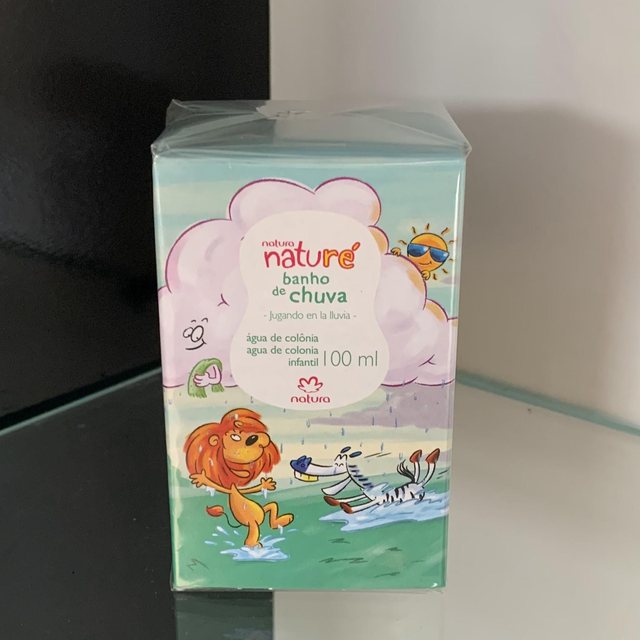 natura
naturé
banho
de chuva
- Jugando en la lluvia -
água de colônia
agua de colonia
infantil 100 ml
natura